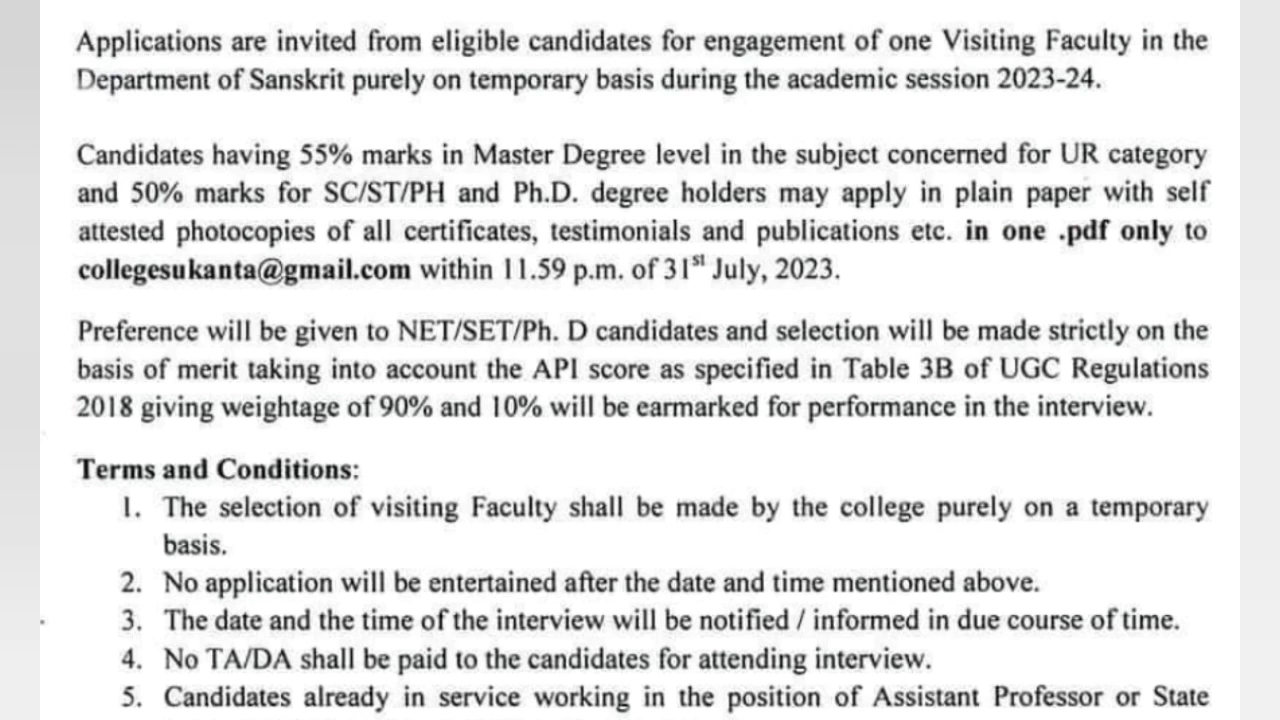 Applications are invited from eligible candidates for engagement of one Visiting Faculty in the
Department of Sanskrit purely on temporary basis during the academic session 2023-24.
Candidates having 55% marks in Master Degree level in the subject concerned for UR category
and 50% marks for SC/ST/PH and Ph.D. degree holders may apply in plain paper with self
attested photocopies of all certificates, testimonials and publications etc. in one .pdf only to
collegesukanta@gmail.com within 11.59 p.m. of 31st July, 2023.
Preference will be given to NET/SET/Ph. D candidates and selection will be made strictly on the
basis of merit taking into account the API score as specified in Table 3B of UGC Regulations
2018 giving weightage of 90% and 10% will be earmarked for performance in the interview.
Terms and Conditions:
1. The selection of visiting Faculty shall be made by the college purely on a temporary
basis.
2. No application will be entertained after the date and time mentioned above.
3. The date and the time of the interview will be notified / informed in due course of time.
4. No TA/DA shall be paid to the candidates for attending interview.
5. Candidates already in service working in the position of Assistant Professor or State